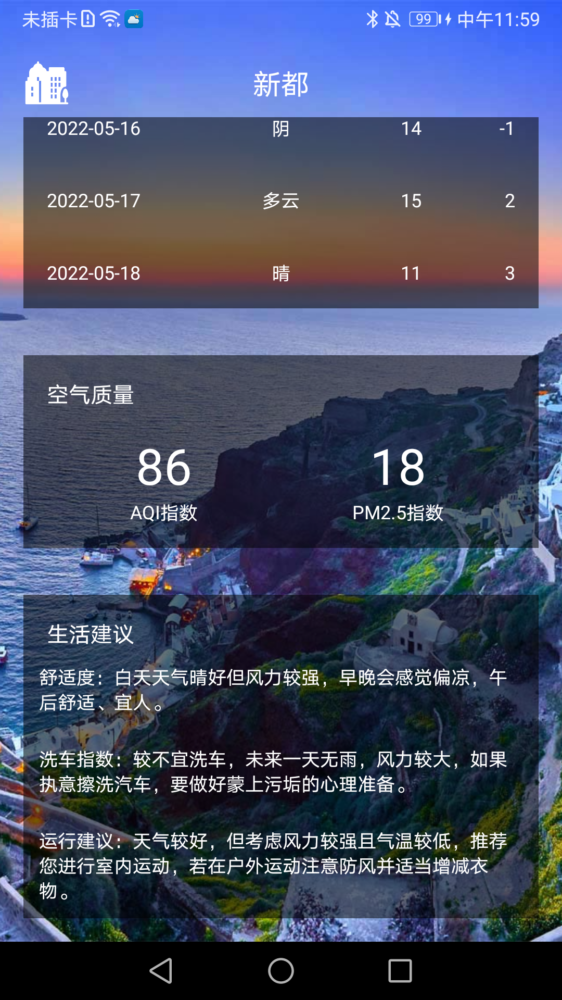 未插卡 99 中午11:59
新都
2022-05-16 阴 14 -1
2022-05-17 多云 15 2
2022-05-18 晴 11 3
空气质量
86 18
AQI指数 PM2.5指数
生活建议
舒适度：白天天气晴好但风力较强，早晚会感觉偏凉，午
后舒适、宜人。
洗车指数：较不宜洗车，未来一天无雨，风力较大，如果
执意擦洗汽车，要做好蒙上污垢的心理准备。
运行建议：天气较好，但考虑风力较强且气温较低，推荐
您进行室内运动，若在户外运动注意防风并适当增减衣
物。